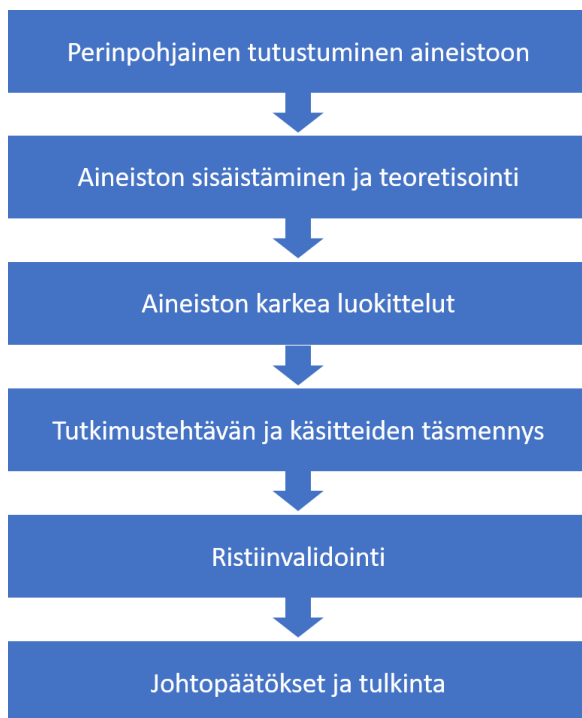 Perinpohjainen tutustuminen aineistoon
Aineiston sisäistäminen ja teoretisointi
Aineiston karkea luokittelut
Tutkimustehtävän ja käsitteiden täsmennys
Ristiinvalidointi
Johtopäätökset ja tulkinta